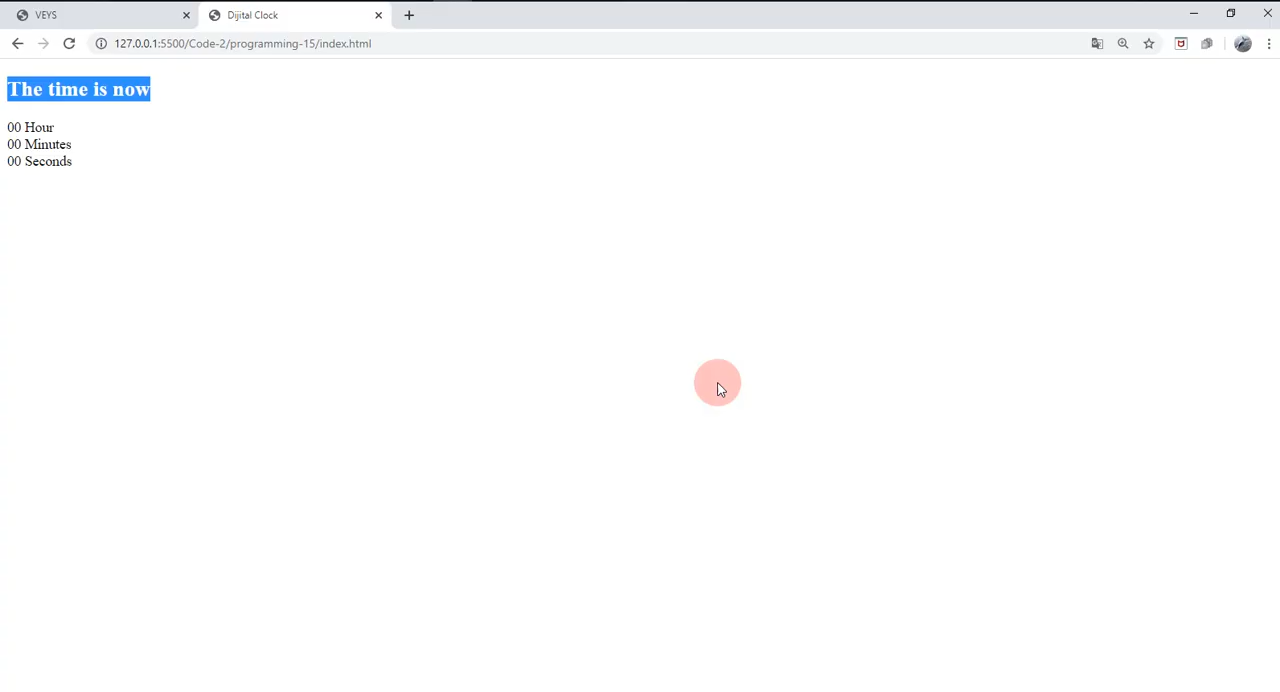 VEYS
Dijital Clock
127.0.0.1:5500/Code-2/programming-15/index.html
The time is now
00 Hour
00 Minutes
00 Seconds